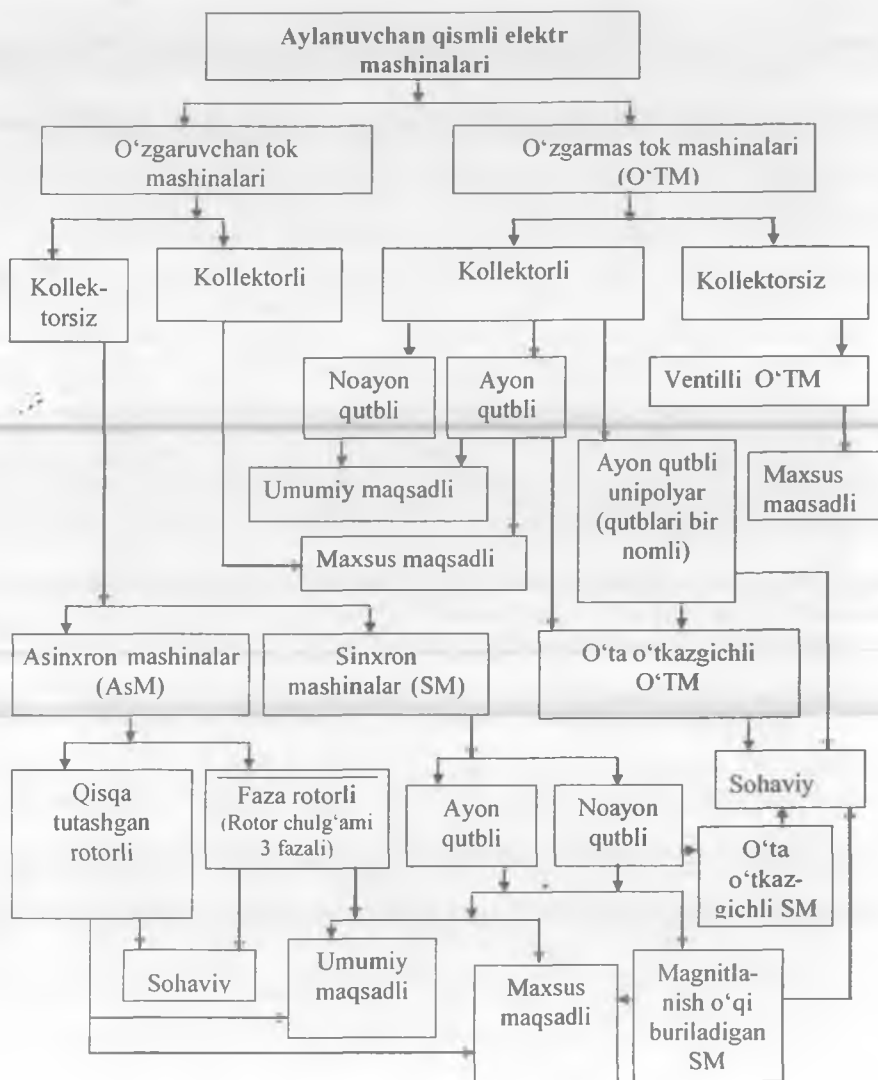 Aylanuvchan qismli elektr
mashinalari
O‘zgaruvchan tok
mashinalari
O‘zgarmas tok mashinalari
(O‘TM)
Kollek-
torsiz
Kollektorli
Kollektorli
Kollektorsiz
Noayon
qutbli
Ayon
qutbli
Ventilli O‘TM
Umumiy maqsadli
Ayon qutbli
unipolyar
(qutblari bir
nomli)
Maxsus
maqsadli
Maxsus maqsadli
Asinxron mashinalar
(AsM)
Sinxron
mashinalar (SM)
O‘ta o‘tkazgichli
O‘TM
Qisqa
tutashgan
rotorli
Faza rotorli
(Rotor chulg‘ami
3 fazali)
Ayon
qutbli
Noayon
qutbli
Sohaviy
O‘ta
o‘tkaz-
gichli SM
Sohaviy
Umumiy
maqsadli
Maxsus
maqsadli
Magnitla-
nish o‘qi
buriladigan
SM